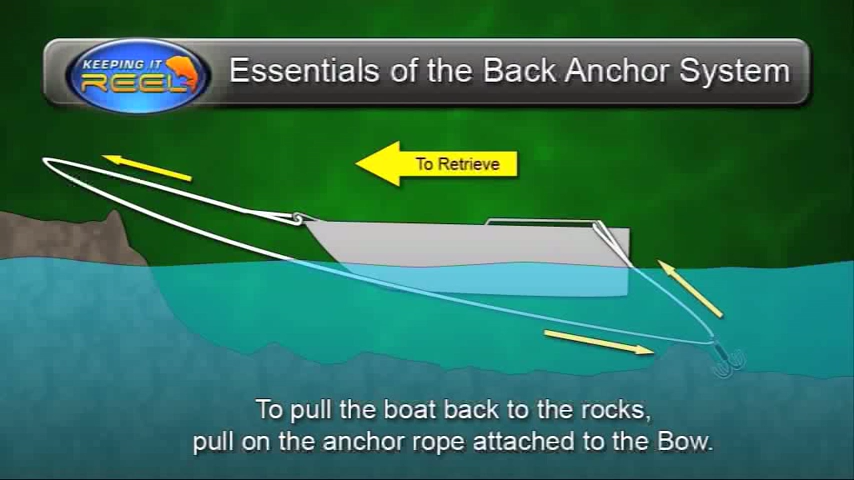 KEEPING IT
REEL
Essentials of the Back Anchor System
To Retrieve
To pull the boat back to the rocks,
pull on the anchor rope attached to the Bow.